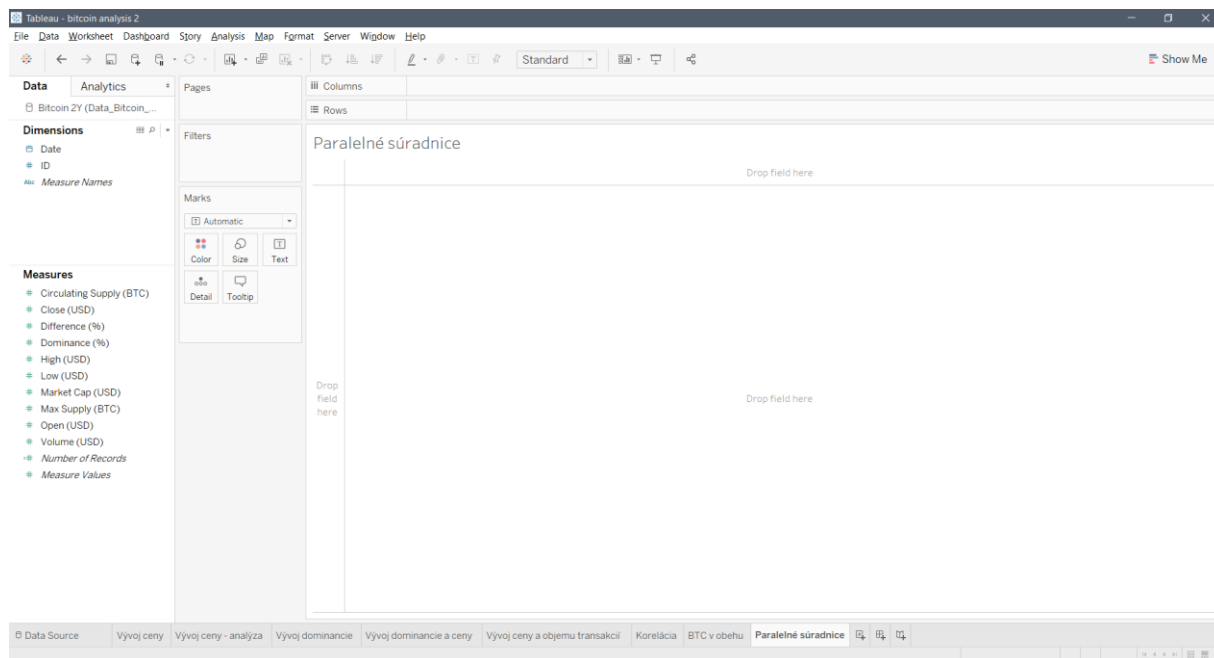 Tableau - bitcoin analysis 2
File Data Worksheet Dashboard Story Analysis Map Format Server Window Help
Standard
Show Me
Data Analytics
Bitcoin 2Y (Data_Bitcoin_...
Dimensions
Date
ID
Abc Measure Names
Measures
Circulating Supply (BTC)
Close (USD)
Difference (%)
Dominance (%)
High (USD)
Low (USD)
Market Cap (USD)
Max Supply (BTC)
Open (USD)
Volume (USD)
Number of Records
Measure Values
Pages
Filters
Marks
Automatic
Color Size Text
Detail Tooltip
Columns
Rows
Paralelné súradnice
Drop field here
Drop
field
here
Drop field here
Data Source Vývoj ceny Vývoj ceny - analýza Vývoj dominancie Vývoj dominancie a ceny Vývoj ceny a objemu transakcií Korelácia BTC v obehu Paralelné súradnice